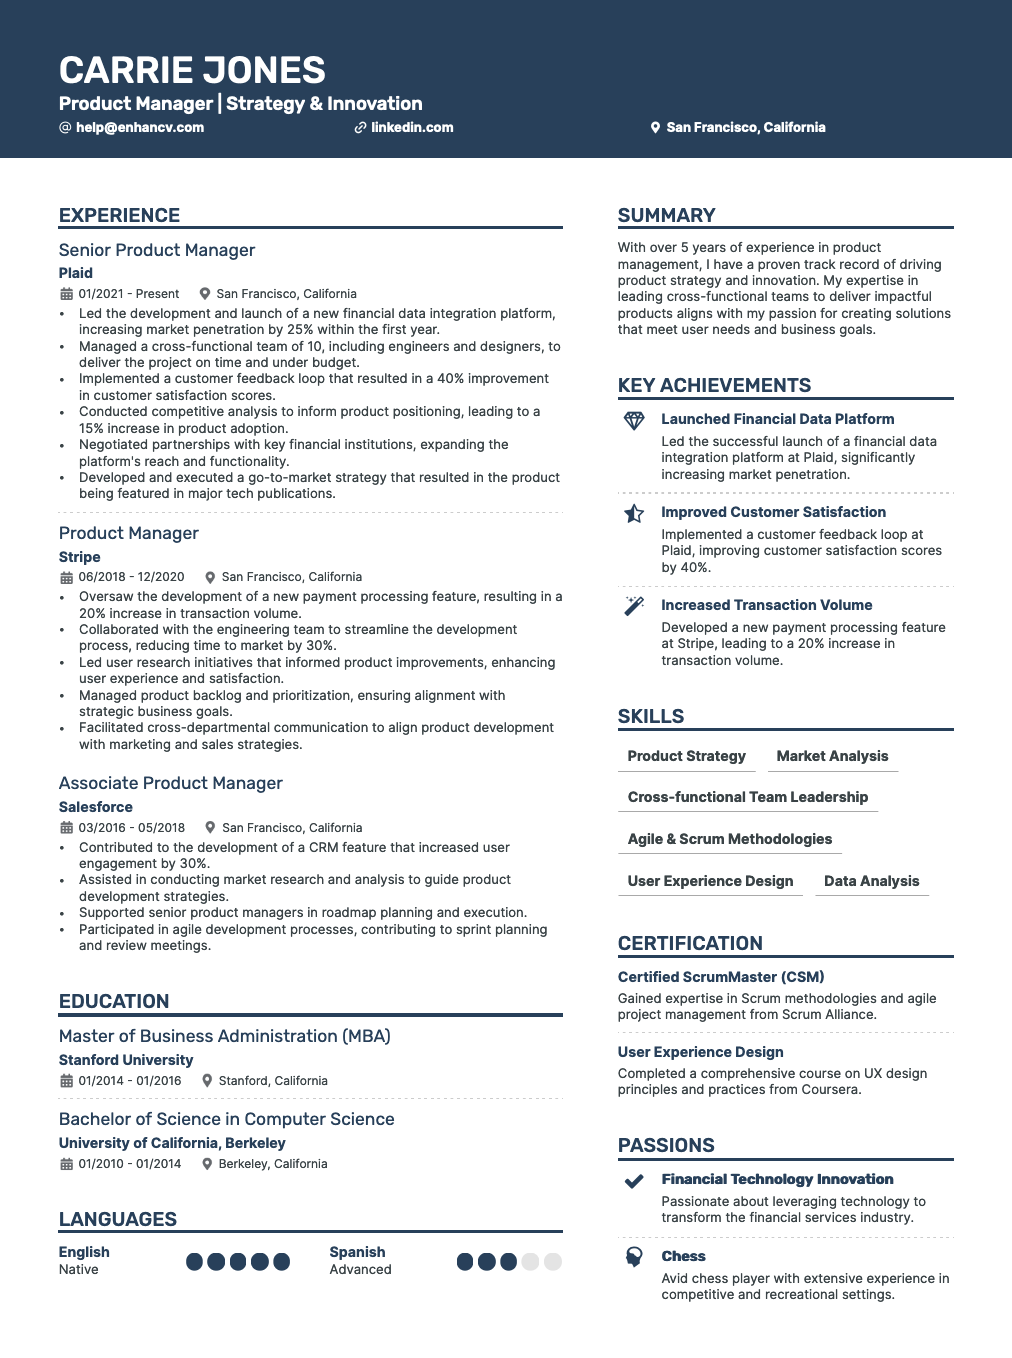 CARRIE JONES
Product Manager | Strategy & Innovation
@ help@enhancv.com
linkedin.com
San Francisco, California
EXPERIENCE
Senior Product Manager
Plaid
01/2021 - Present
San Francisco, California
• Led the development and launch of a new financial data integration platform,
increasing market penetration by 25% within the first year.
• Managed a cross-functional team of 10, including engineers and designers, to
deliver the project on time and under budget.
• Implemented a customer feedback loop that resulted in a 40% improvement
in customer satisfaction scores.
• Conducted competitive analysis to inform product positioning, leading to a
15% increase in product adoption.
• Negotiated partnerships with key financial institutions, expanding the
platform's reach and functionality.
• Developed and executed a go-to-market strategy that resulted in the product
being featured in major tech publications.
Product Manager
Stripe
06/2018 - 12/2020
San Francisco, California
• Oversaw the development of a new payment processing feature, resulting in a
20% increase in transaction volume.
• Collaborated with the engineering team to streamline the development
process, reducing time to market by 30%.
• Led user research initiatives that informed product improvements, enhancing
user experience and satisfaction.
• Managed product backlog and prioritization, ensuring alignment with
strategic business goals.
• Facilitated cross-departmental communication to align product development
with marketing and sales strategies.
Associate Product Manager
Salesforce
03/2016 - 05/2018
San Francisco, California
• Contributed to the development of a CRM feature that increased user
engagement by 30%.
• Assisted in conducting market research and analysis to guide product
development strategies.
• Supported senior product managers in roadmap planning and execution.
• Participated in agile development processes, contributing to sprint planning
and review meetings.
EDUCATION
Master of Business Administration (MBA)
Stanford University
01/2014 - 01/2016
Stanford, California
Bachelor of Science in Computer Science
University of California, Berkeley
01/2010 - 01/2014
Berkeley, California
LANGUAGES
English
Native
Spanish
Advanced
SUMMARY
With over 5 years of experience in product
management, I have a proven track record of driving
product strategy and innovation. My expertise in
leading cross-functional teams to deliver impactful
products aligns with my passion for creating solutions
that meet user needs and business goals.
KEY ACHIEVEMENTS
Launched Financial Data Platform
Led the successful launch of a financial data
integration platform at Plaid, significantly
increasing market penetration.
Improved Customer Satisfaction
Implemented a customer feedback loop at
Plaid, improving customer satisfaction scores
by 40%.
Increased Transaction Volume
Developed a new payment processing feature
at Stripe, leading to a 20% increase in
transaction volume.
SKILLS
Product Strategy
Market Analysis
Cross-functional Team Leadership
Agile & Scrum Methodologies
User Experience Design
Data Analysis
CERTIFICATION
Certified ScrumMaster (CSM)
Gained expertise in Scrum methodologies and agile
project management from Scrum Alliance.
User Experience Design
Completed a comprehensive course on UX design
principles and practices from Coursera.
PASSIONS
Financial Technology Innovation
Passionate about leveraging technology to
transform the financial services industry.
Chess
Avid chess player with extensive experience in
competitive and recreational settings.